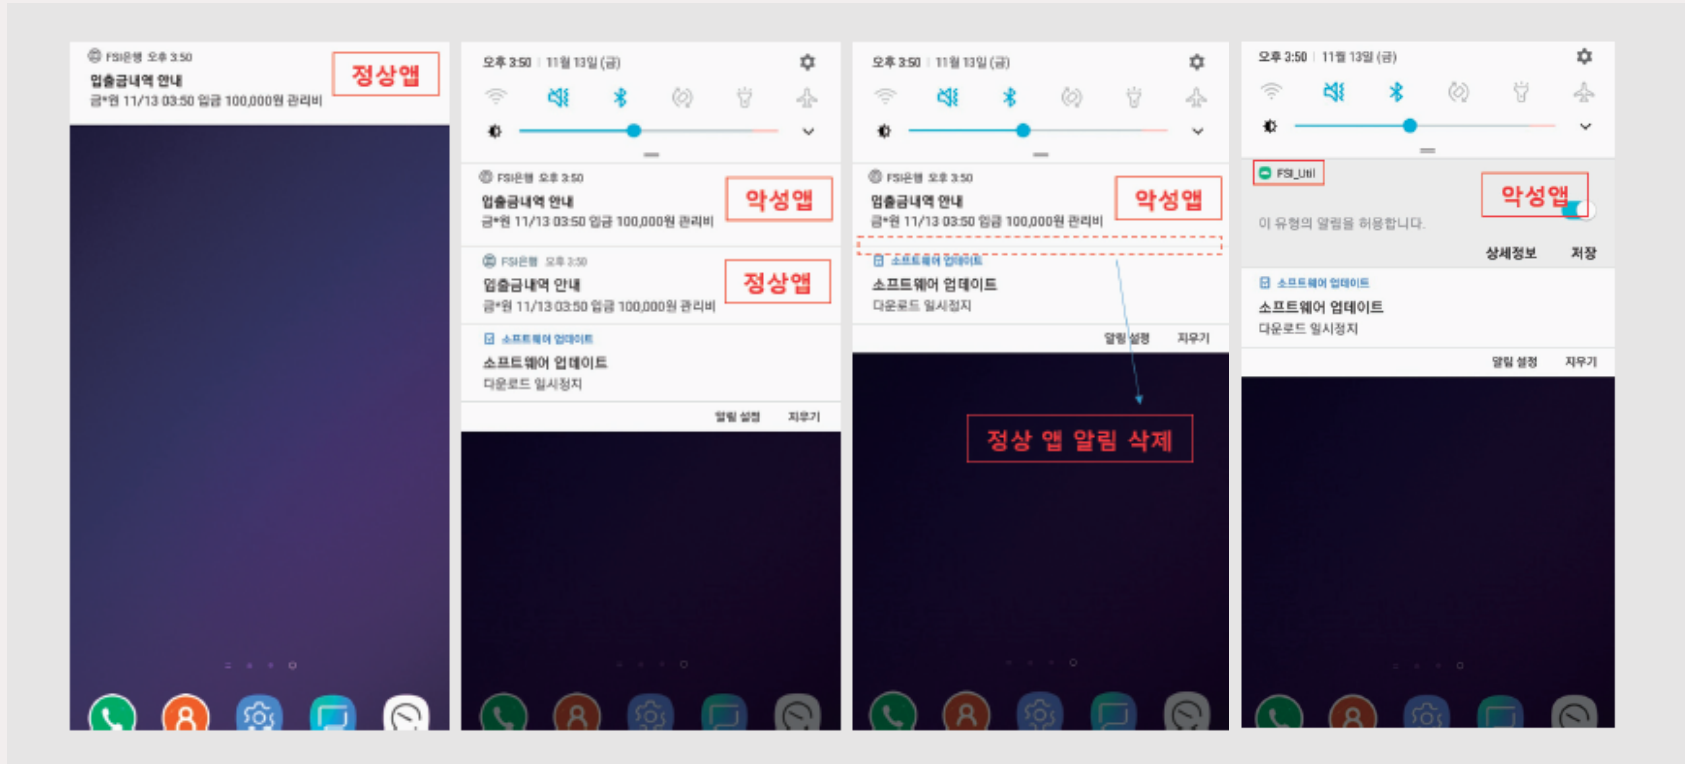 FSI은행 오후 3:50
입출금내역 안내
금*원 11/13 03:50 입금 100,000원 관리비
정상앱
오후 3:50 | 11월 13일 (금)
FSI은행 오후 3:50
입출금내역 안내
금*원 11/13 03:50 입금 100,000원 관리비
악성앱
FSI은행 오후 3:50
입출금내역 안내
금*원 11/13 03:50 입금 100,000원 관리비
정상앱
소프트웨어 업데이트
소프트웨어 업데이트
다운로드 일시정지
알림 설정 지우기
오후 3:50 | 11월 13일 (금)
FSI은행 오후 3:50
입출금내역 안내
금*원 11/13 03:50 입금 100,000원 관리비
악성앱
소프트웨어 업데이트
소프트웨어 업데이트
다운로드 일시정지
알림 설정 지우기
정상 앱 알림 삭제
오후 3:50 | 11월 13일 (금)
FSI_Util
악성앱
이 유형의 알림을 허용합니다.
상세정보 저장
소프트웨어 업데이트
소프트웨어 업데이트
다운로드 일시정지
알림 설정 지우기